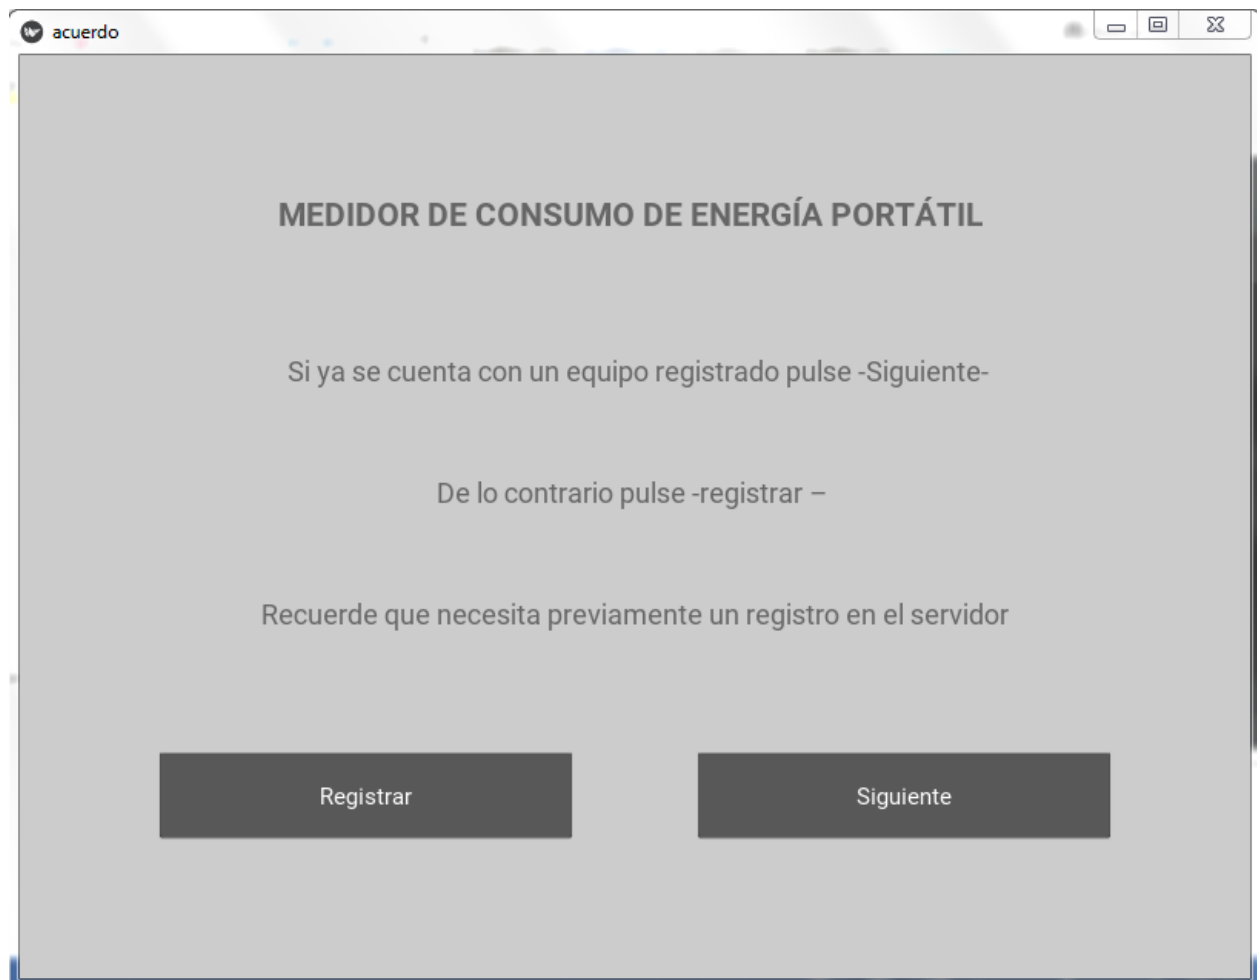 acuerdo
MEDIDOR DE CONSUMO DE ENERGÍA PORTÁTIL
Si ya se cuenta con un equipo registrado pulse -Siguiente-
De lo contrario pulse -registrar –
Recuerde que necesita previamente un registro en el servidor
Registrar
Siguiente